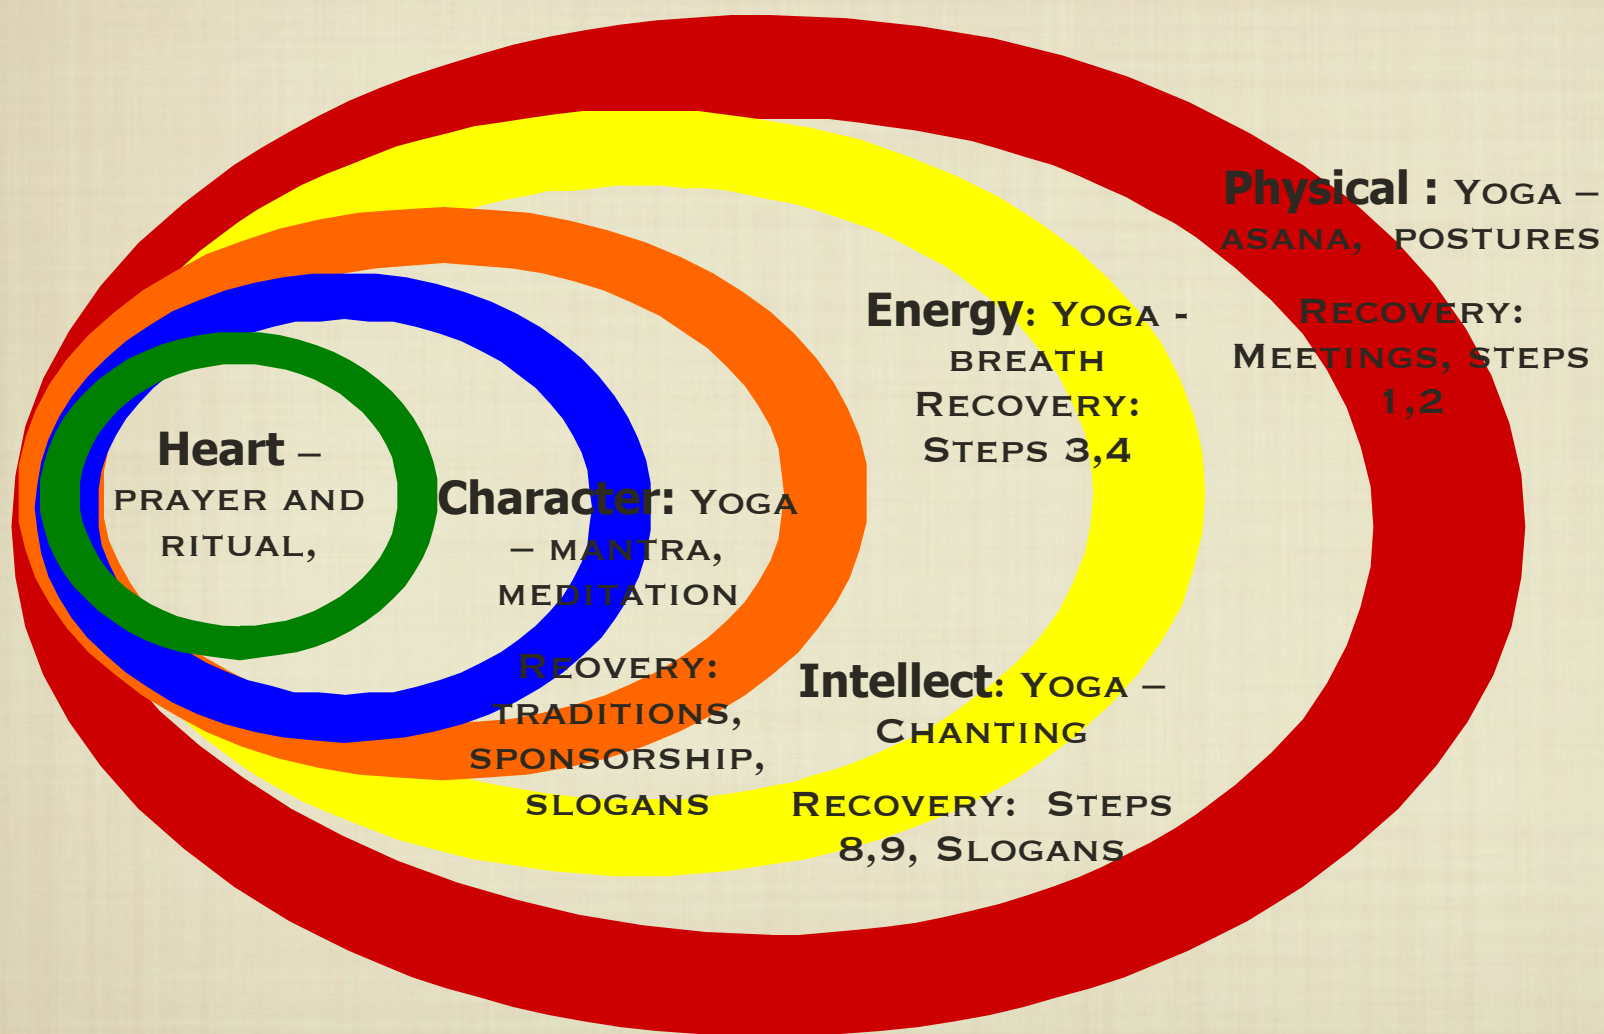 Physical : Yoga –
asana, postures
Recovery:
Meetings, steps
1,2
Energy: Yoga -
breath
Recovery:
Steps 3,4
Heart –
prayer and
ritual,
Character: Yoga
– mantra,
meditation
Reovery:
traditions,
sponsorship,
slogans
Intellect: Yoga –
Chanting
Recovery: Steps
8,9, Slogans